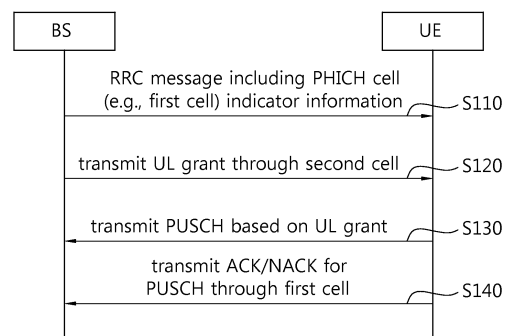 BS
UE
RRC message including PHICH cell
(e.g., first cell) indicator information
S110
transmit UL grant through second cell
S120
transmit PUSCH based on UL grant
S130
transmit ACK/NACK for
PUSCH through first cell
S140